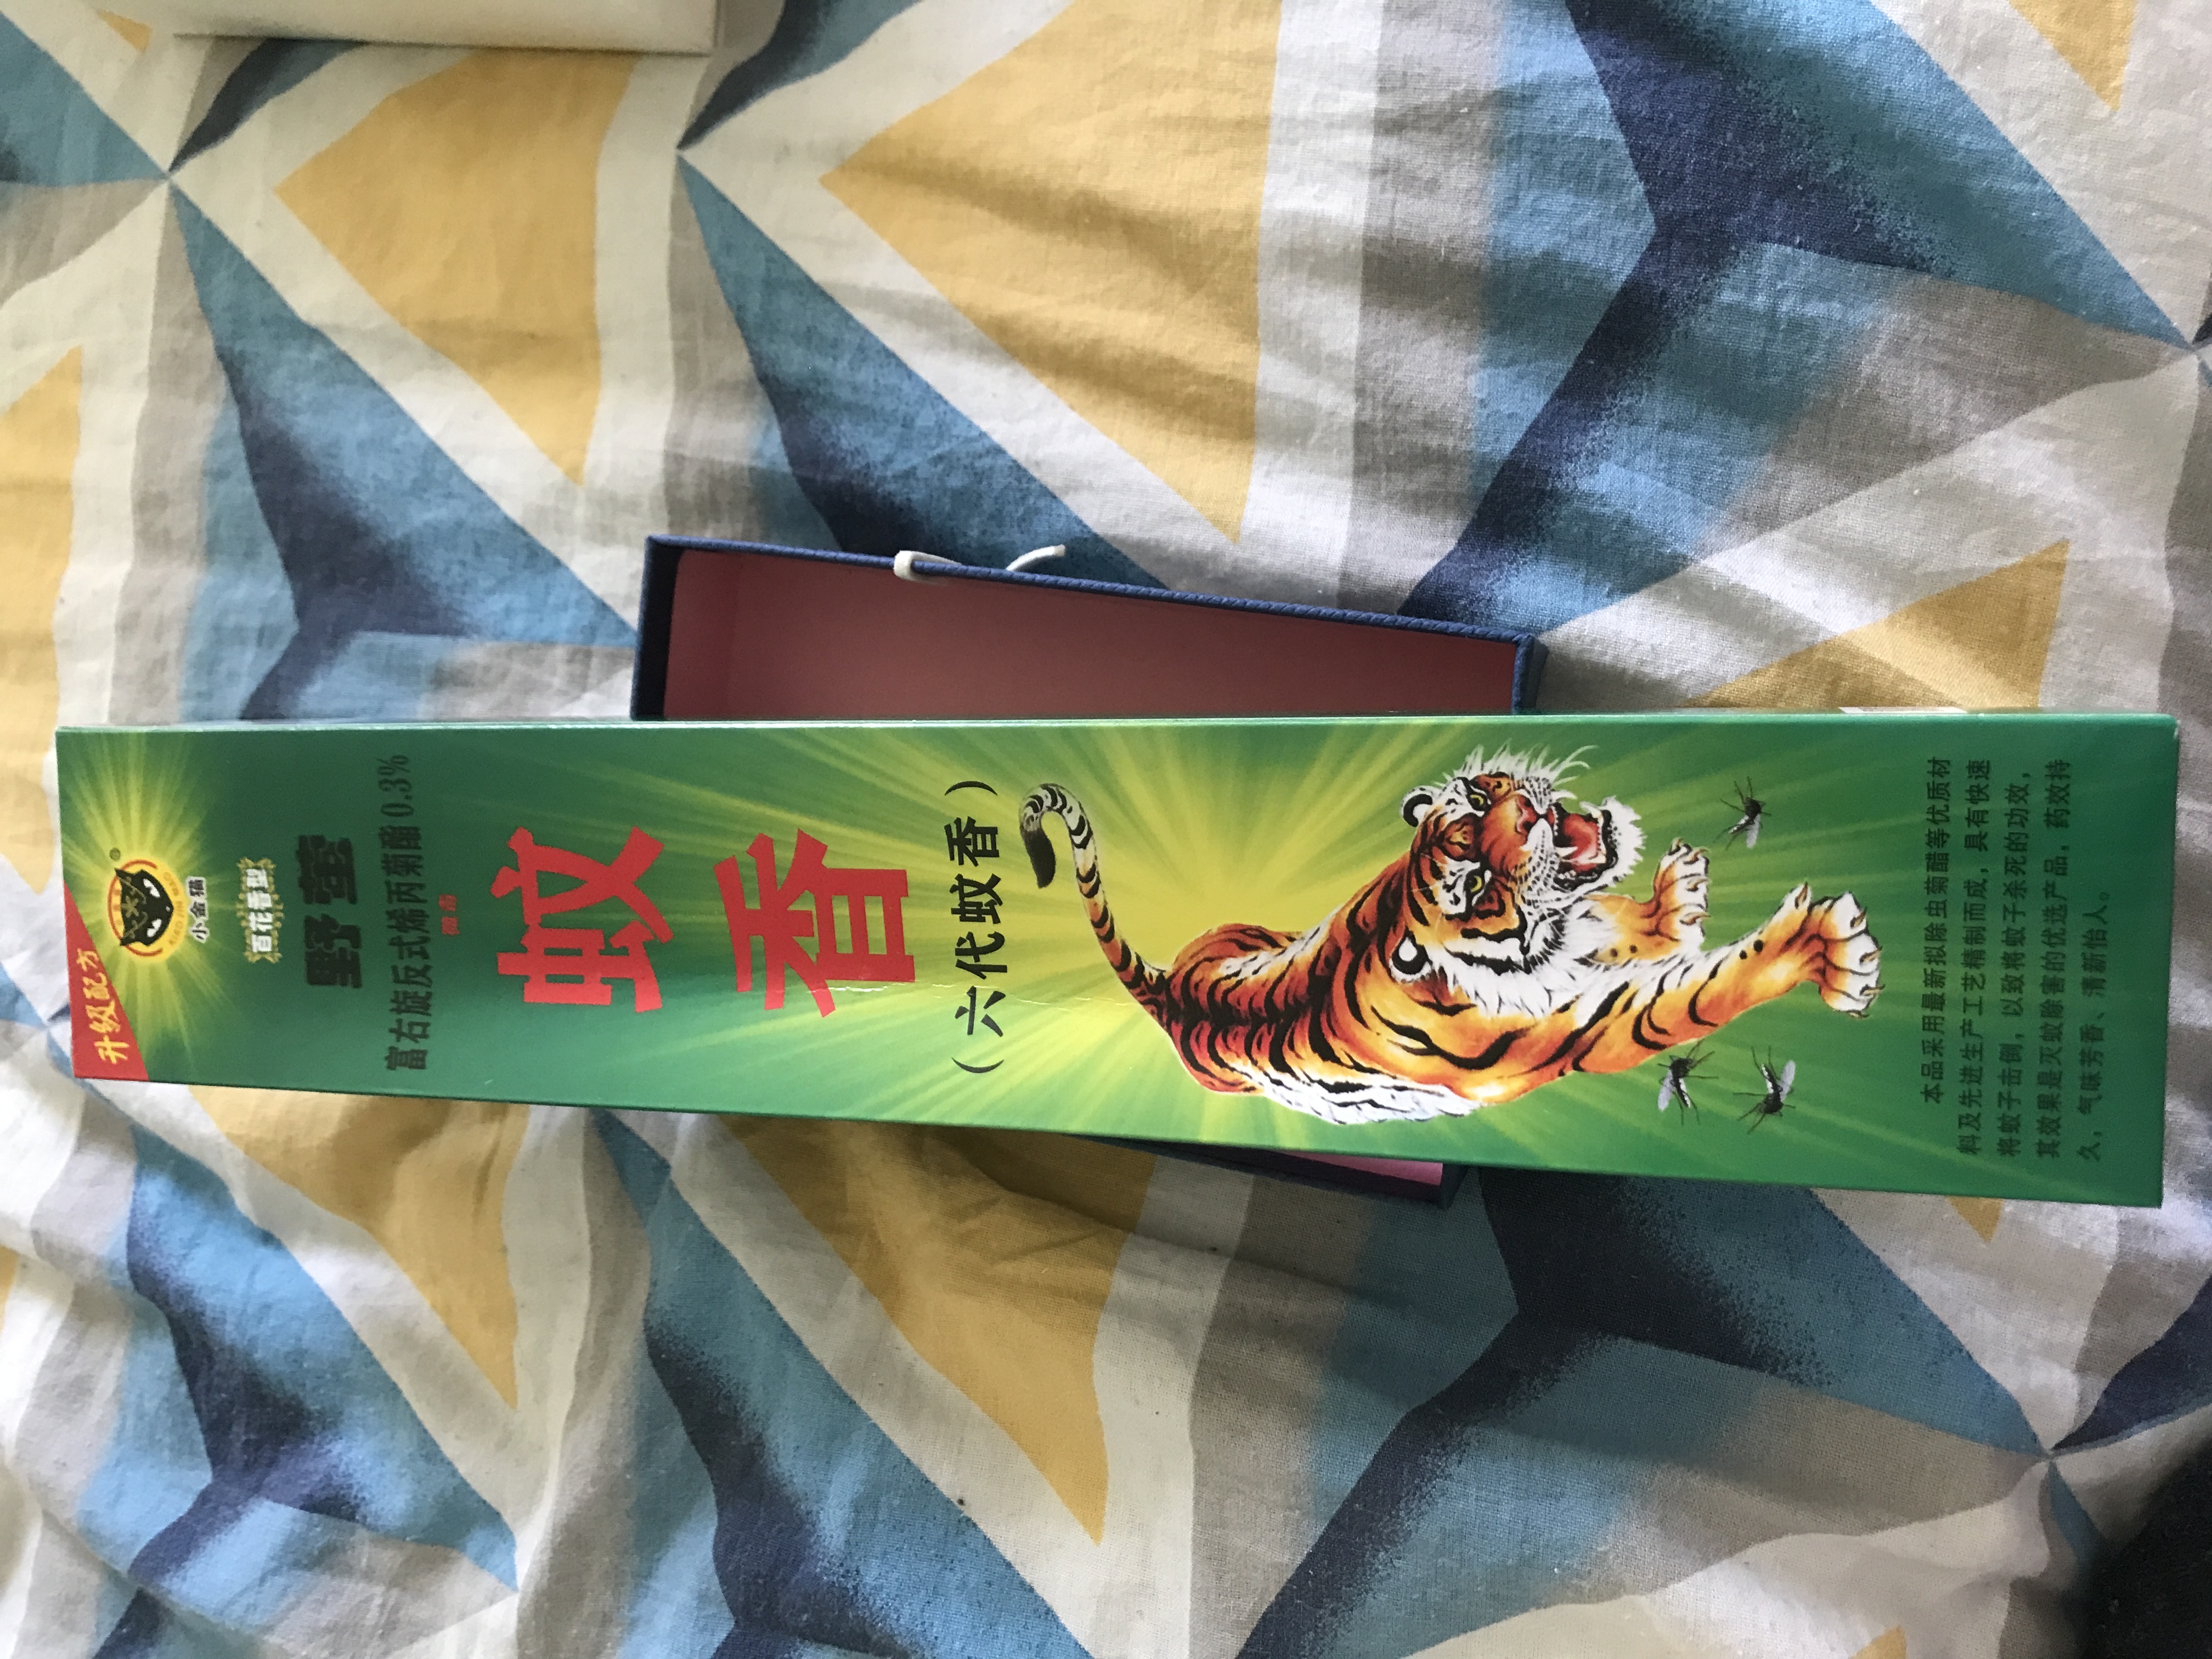 升级配方
小金猫
百花香型
野萤
富右旋反式烯丙菊酯0.3%
微毒
蚊香
（六代蚊香）
本品采用最新拟除虫菊醋等优质材
料及先进生产工艺精制而成，具有快速
将蚊子击倒，以致将蚊子杀死的功效，
其效果是灭蚊除害的优选产品，药效持
久，气味芳香、清新怡人。